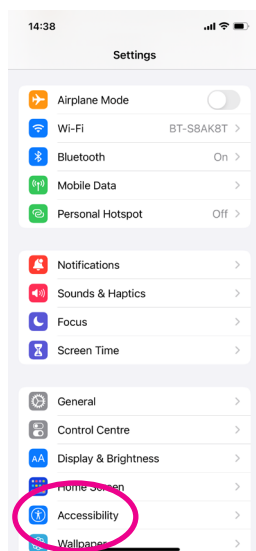 14:38
Settings
Airplane Mode
Wi-Fi BT-S8AK8T
Bluetooth On
Mobile Data
Personal Hotspot Off
Notifications
Sounds & Haptics
Focus
Screen Time
General
Control Centre
AA Display & Brightness
Home Screen
Accessibility
Wallpaper